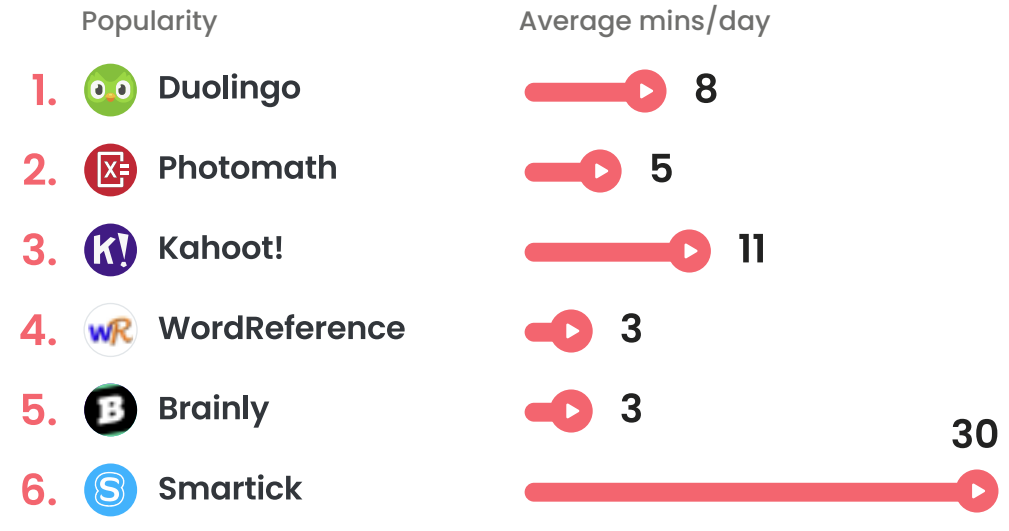 Popularity Average mins/day
1. Duolingo 8
2. X= Photomath 5
3. K! Kahoot! 11
4. WR WordReference 3
5. B Brainly 3
30
6. S Smartick